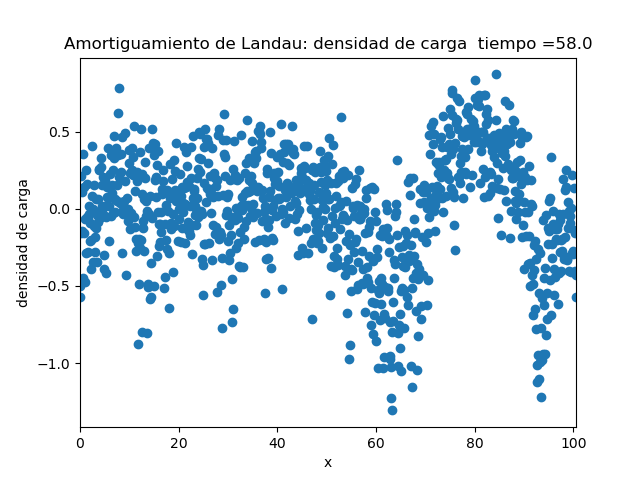 Amortiguamiento de Landau: densidad de carga  tiempo =58.0
densidad de carga
0.5
0.0
−0.5
−1.0
0 20 40 60 80 100
x